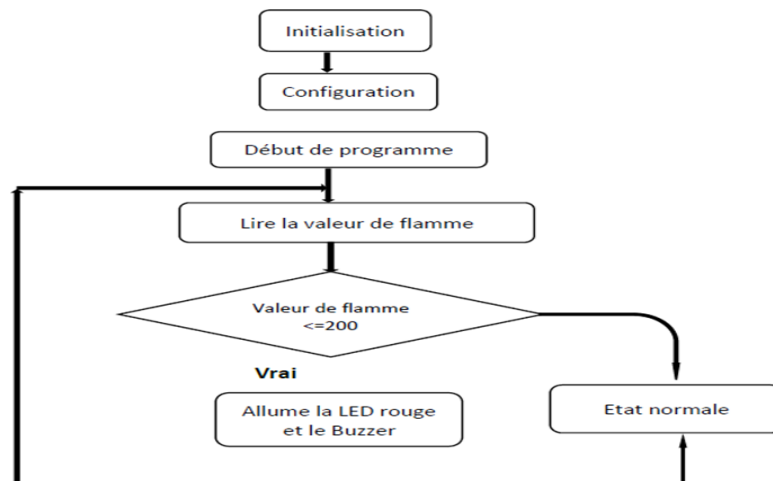 Initialisation
Configuration
Début de programme
Lire la valeur de flamme
Valeur de flamme
<=200
Vrai
Allume la LED rouge
et le Buzzer
Etat normale